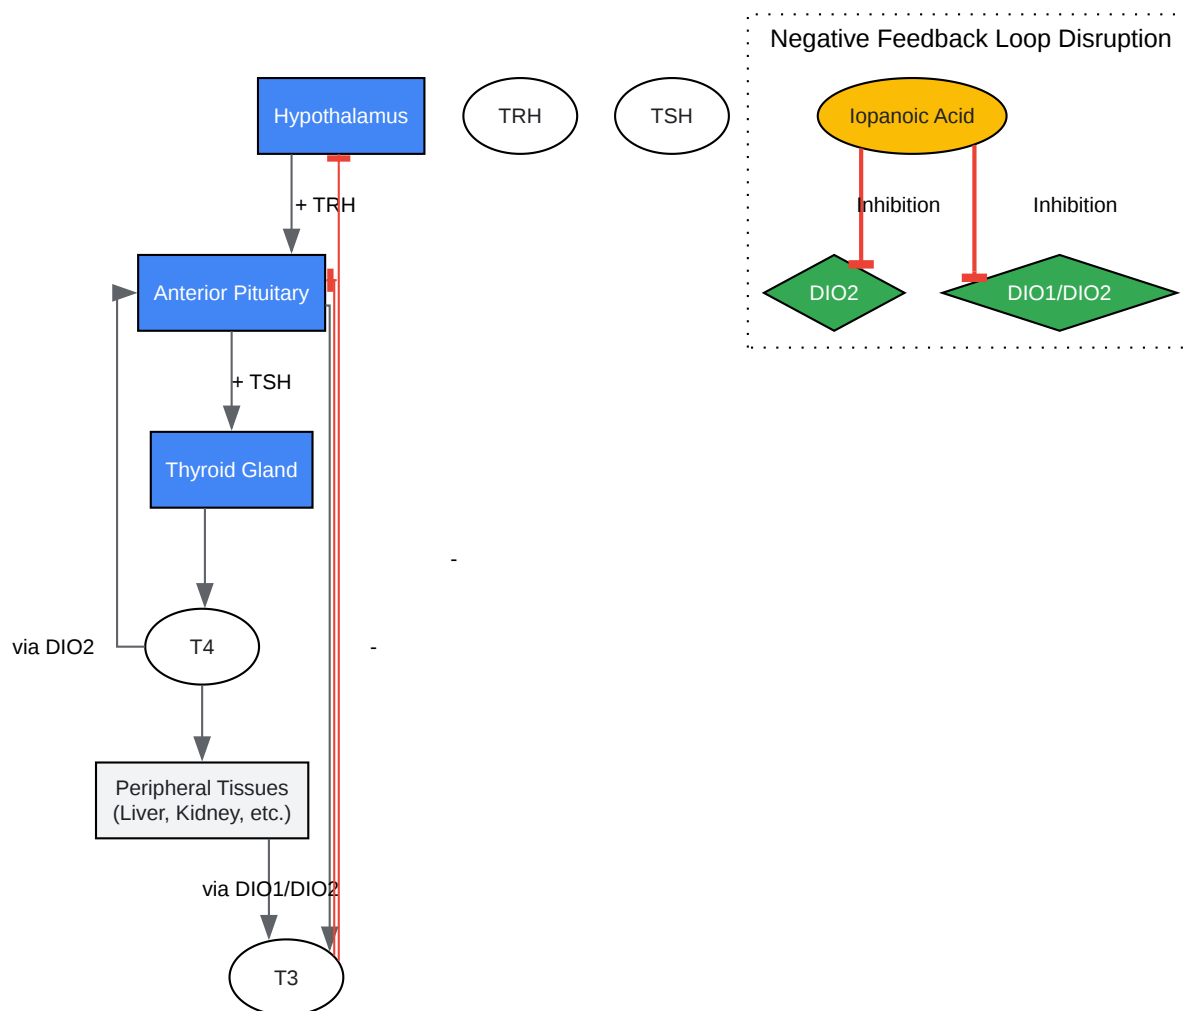 Negative Feedback Loop Disruption
Hypothalamus
TRH
TSH
Iopanoic Acid
+ TRH
Inhibition
Inhibition
Anterior Pituitary
DIO2
DIO1/DIO2
+ TSH
Thyroid Gland
-
via DIO2
T4
-
Peripheral Tissues
(Liver, Kidney, etc.)
via DIO1/DIO2
T3